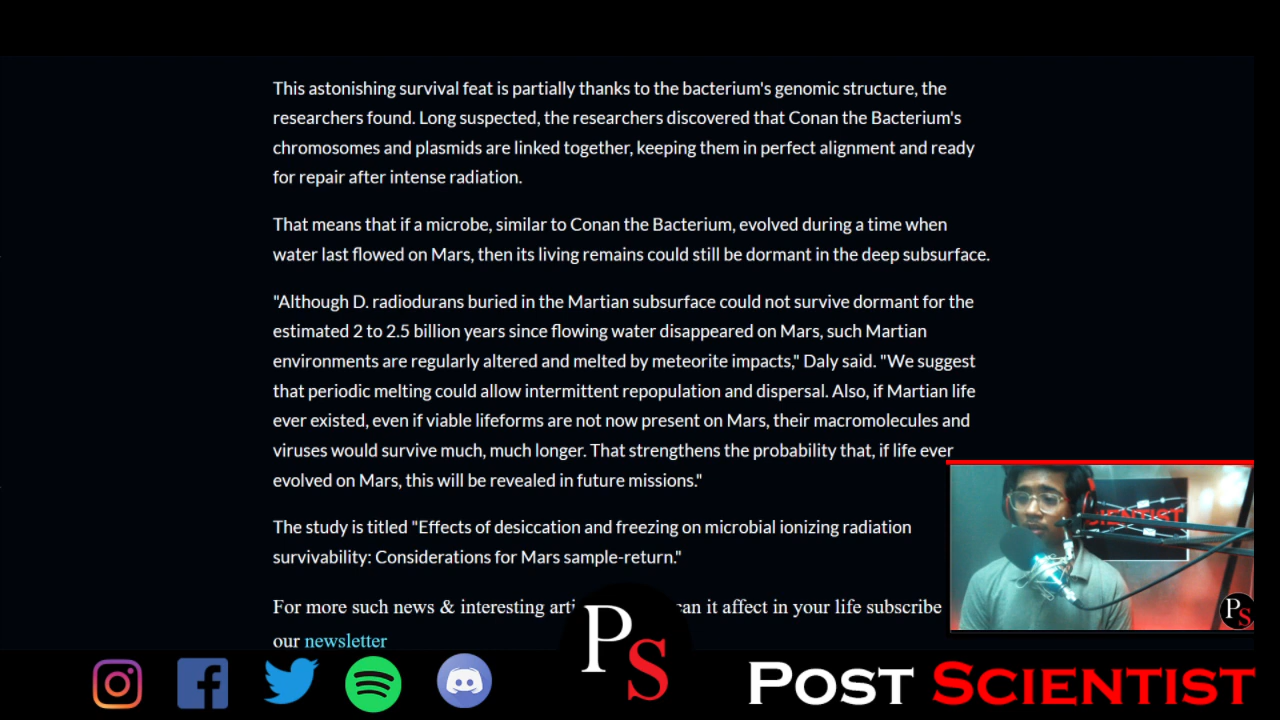 This astonishing survival feat is partially thanks to the bacterium's genomic structure, the
researchers found. Long suspected, the researchers discovered that Conan the Bacterium's
chromosomes and plasmids are linked together, keeping them in perfect alignment and ready
for repair after intense radiation.
That means that if a microbe, similar to Conan the Bacterium, evolved during a time when
water last flowed on Mars, then its living remains could still be dormant in the deep subsurface.
"Although D. radiodurans buried in the Martian subsurface could not survive dormant for the
estimated 2 to 2.5 billion years since flowing water disappeared on Mars, such Martian
environments are regularly altered and melted by meteorite impacts," Daly said. "We suggest
that periodic melting could allow intermittent repopulation and dispersal. Also, if Martian life
ever existed, even if viable lifeforms are not now present on Mars, their macromolecules and
viruses would survive much, much longer. That strengthens the probability that, if life ever
evolved on Mars, this will be revealed in future missions."
The study is titled "Effects of desiccation and freezing on microbial ionizing radiation
survivability: Considerations for Mars sample-return."
For more such news & interesting can it affect in your life subscribe
our newsletter
PS
PS
POST SCIENTIST